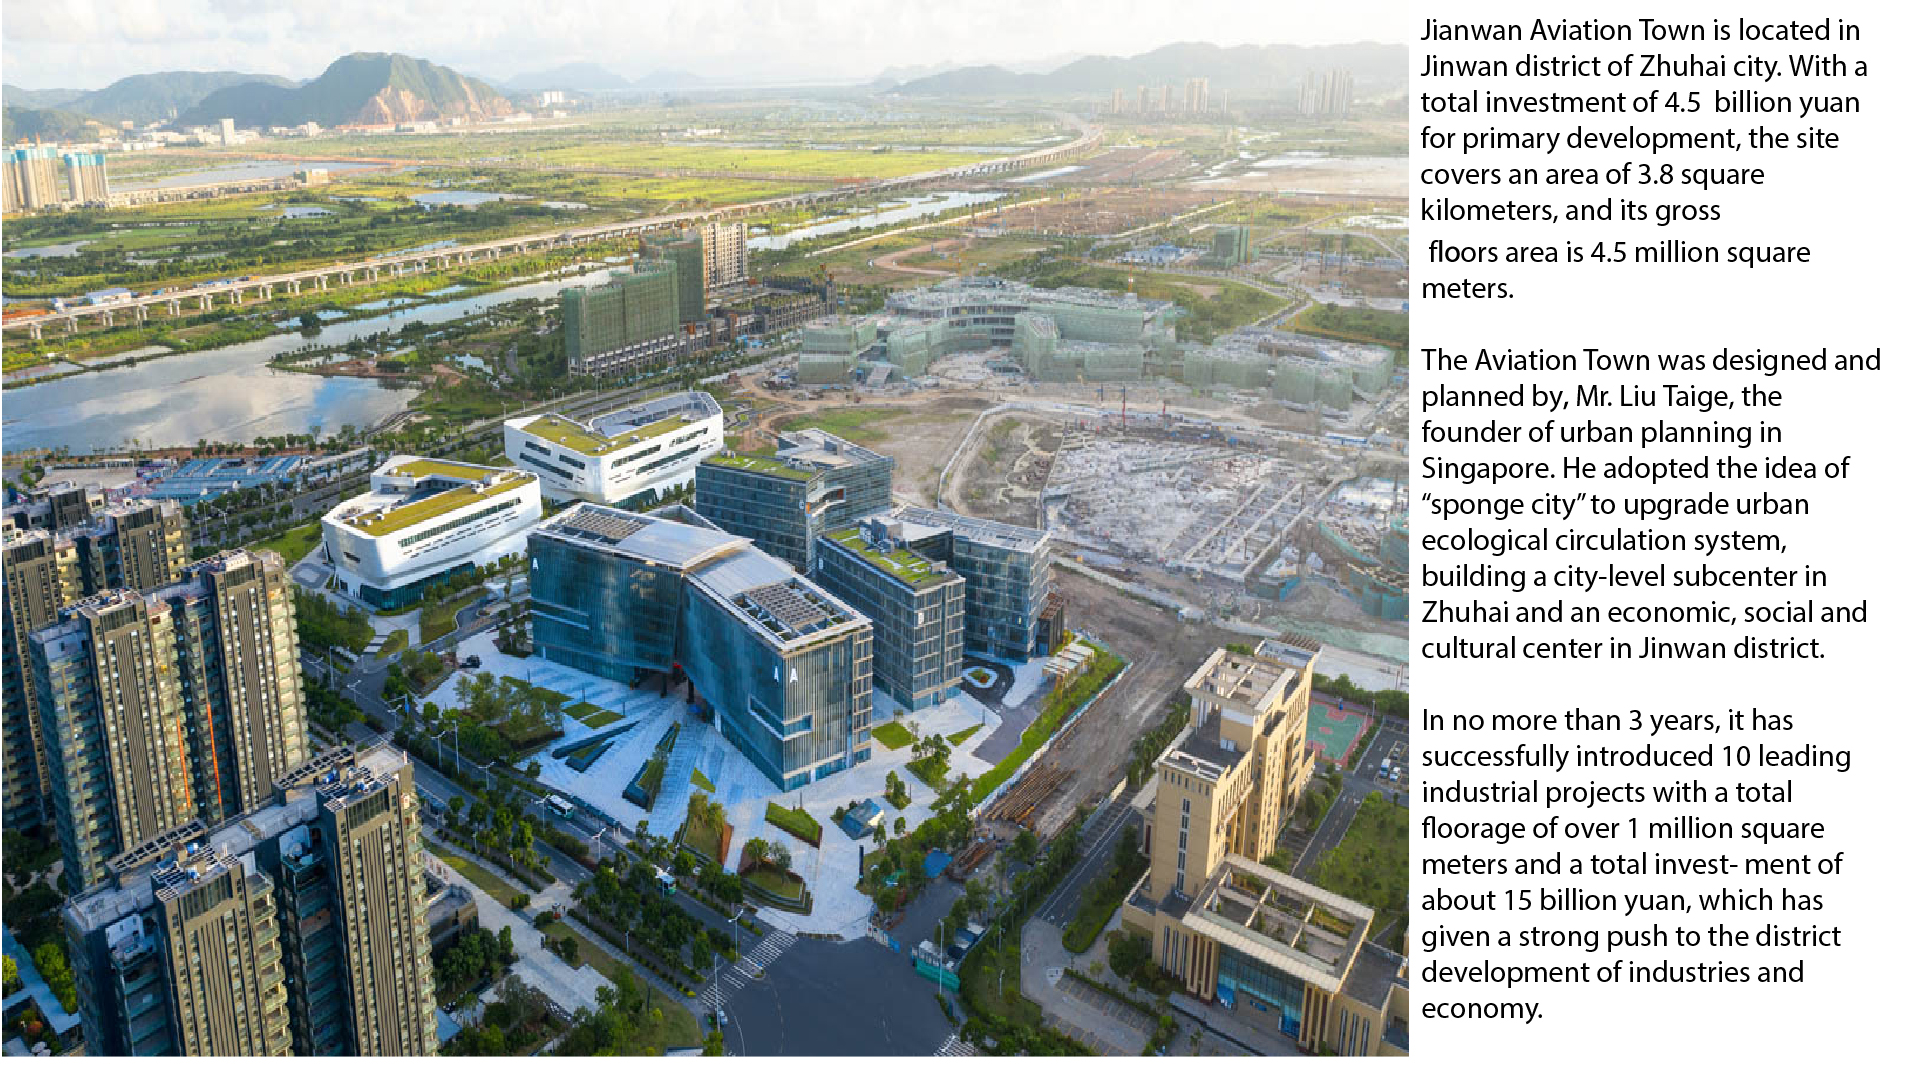 Jianwan Aviation Town is located in
Jinwan district of Zhuhai city. With a
total investment of 4.5  billion yuan
for primary development, the site
covers an area of 3.8 square
kilometers, and its gross
floors area is 4.5 million square
meters.
The Aviation Town was designed and
planned by, Mr. Liu Taige, the
founder of urban planning in
Singapore. He adopted the idea of
“sponge city” to upgrade urban
ecological circulation system,
building a city-level subcenter in
Zhuhai and an economic, social and
cultural center in Jinwan district.
In no more than 3 years, it has
successfully introduced 10 leading
industrial projects with a total
floorage of over 1 million square
meters and a total invest- ment of
about 15 billion yuan, which has
given a strong push to the district
development of industries and
economy.
A
A A
B
B